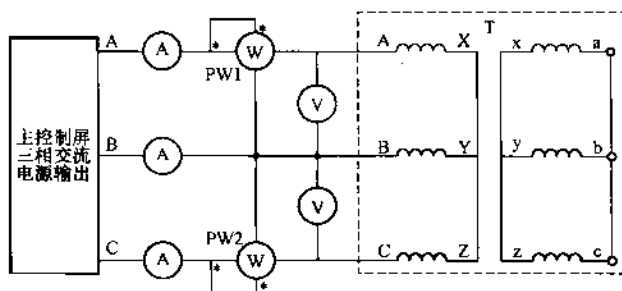 A A * * W A X T x a
PW1
V
主控制屏
三相交流
电源输出
B A B Y y b
V
PW2
C A W C Z z c
* *